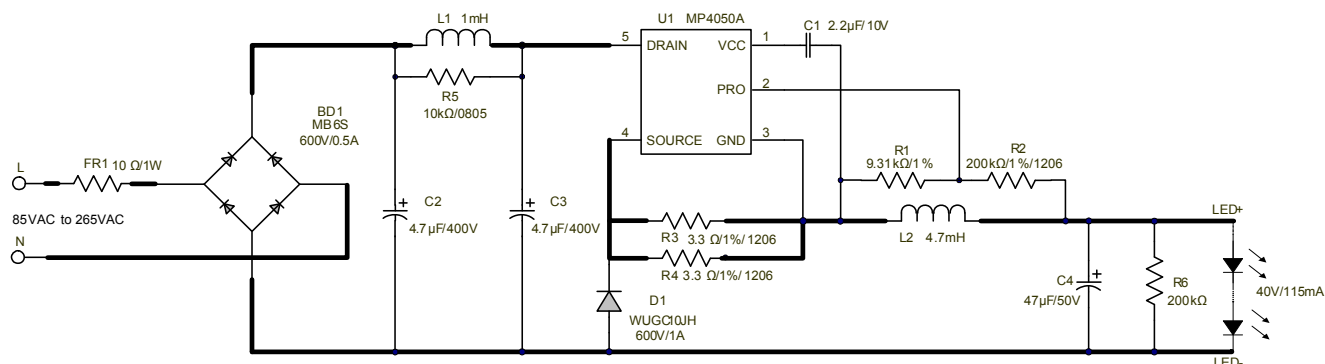 L1 1mH
U1 MP4050A
C1 2.2µF/10V
5 DRAIN VCC 1
R5
10kΩ/0805
PRO 2
BD1
MB6S
600V/0.5A
4 SOURCE GND 3
R1
9.31kΩ/1%
R2
200kΩ/1%/1206
L FR1 10 Ω/1W
85VAC to 265VAC
N
C2
4.7µF/400V
C3
4.7µF/400V
R3 3.3 Ω/1%/1206
R4 3.3 Ω/1%/1206
L2 4.7mH
LED+
D1
WUGC10JH
600V/1A
C4
47µF/50V
R6
200kΩ
40V/115mA
LED-